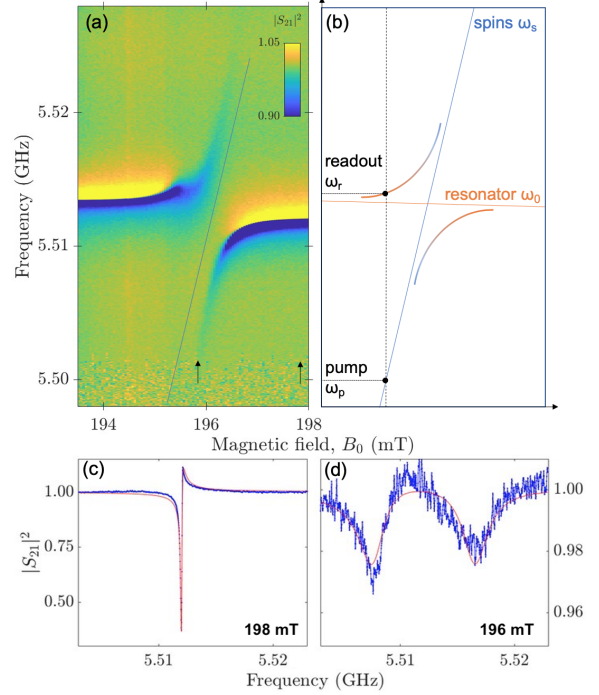 (a)
|S₂₁|²
1.05
0.90
5.52
5.51
5.50
Frequency (GHz)
194
196
198
Magnetic field, B₀ (mT)
(b)
spins ωₛ
readout
ωᵣ
resonator ω₀
pump
ωₚ
(c)
1.00
0.75
0.50
|S₂₁|²
198 mT
5.51
5.52
(d)
1.00
0.98
0.96
196 mT
5.51
5.52
Frequency (GHz)